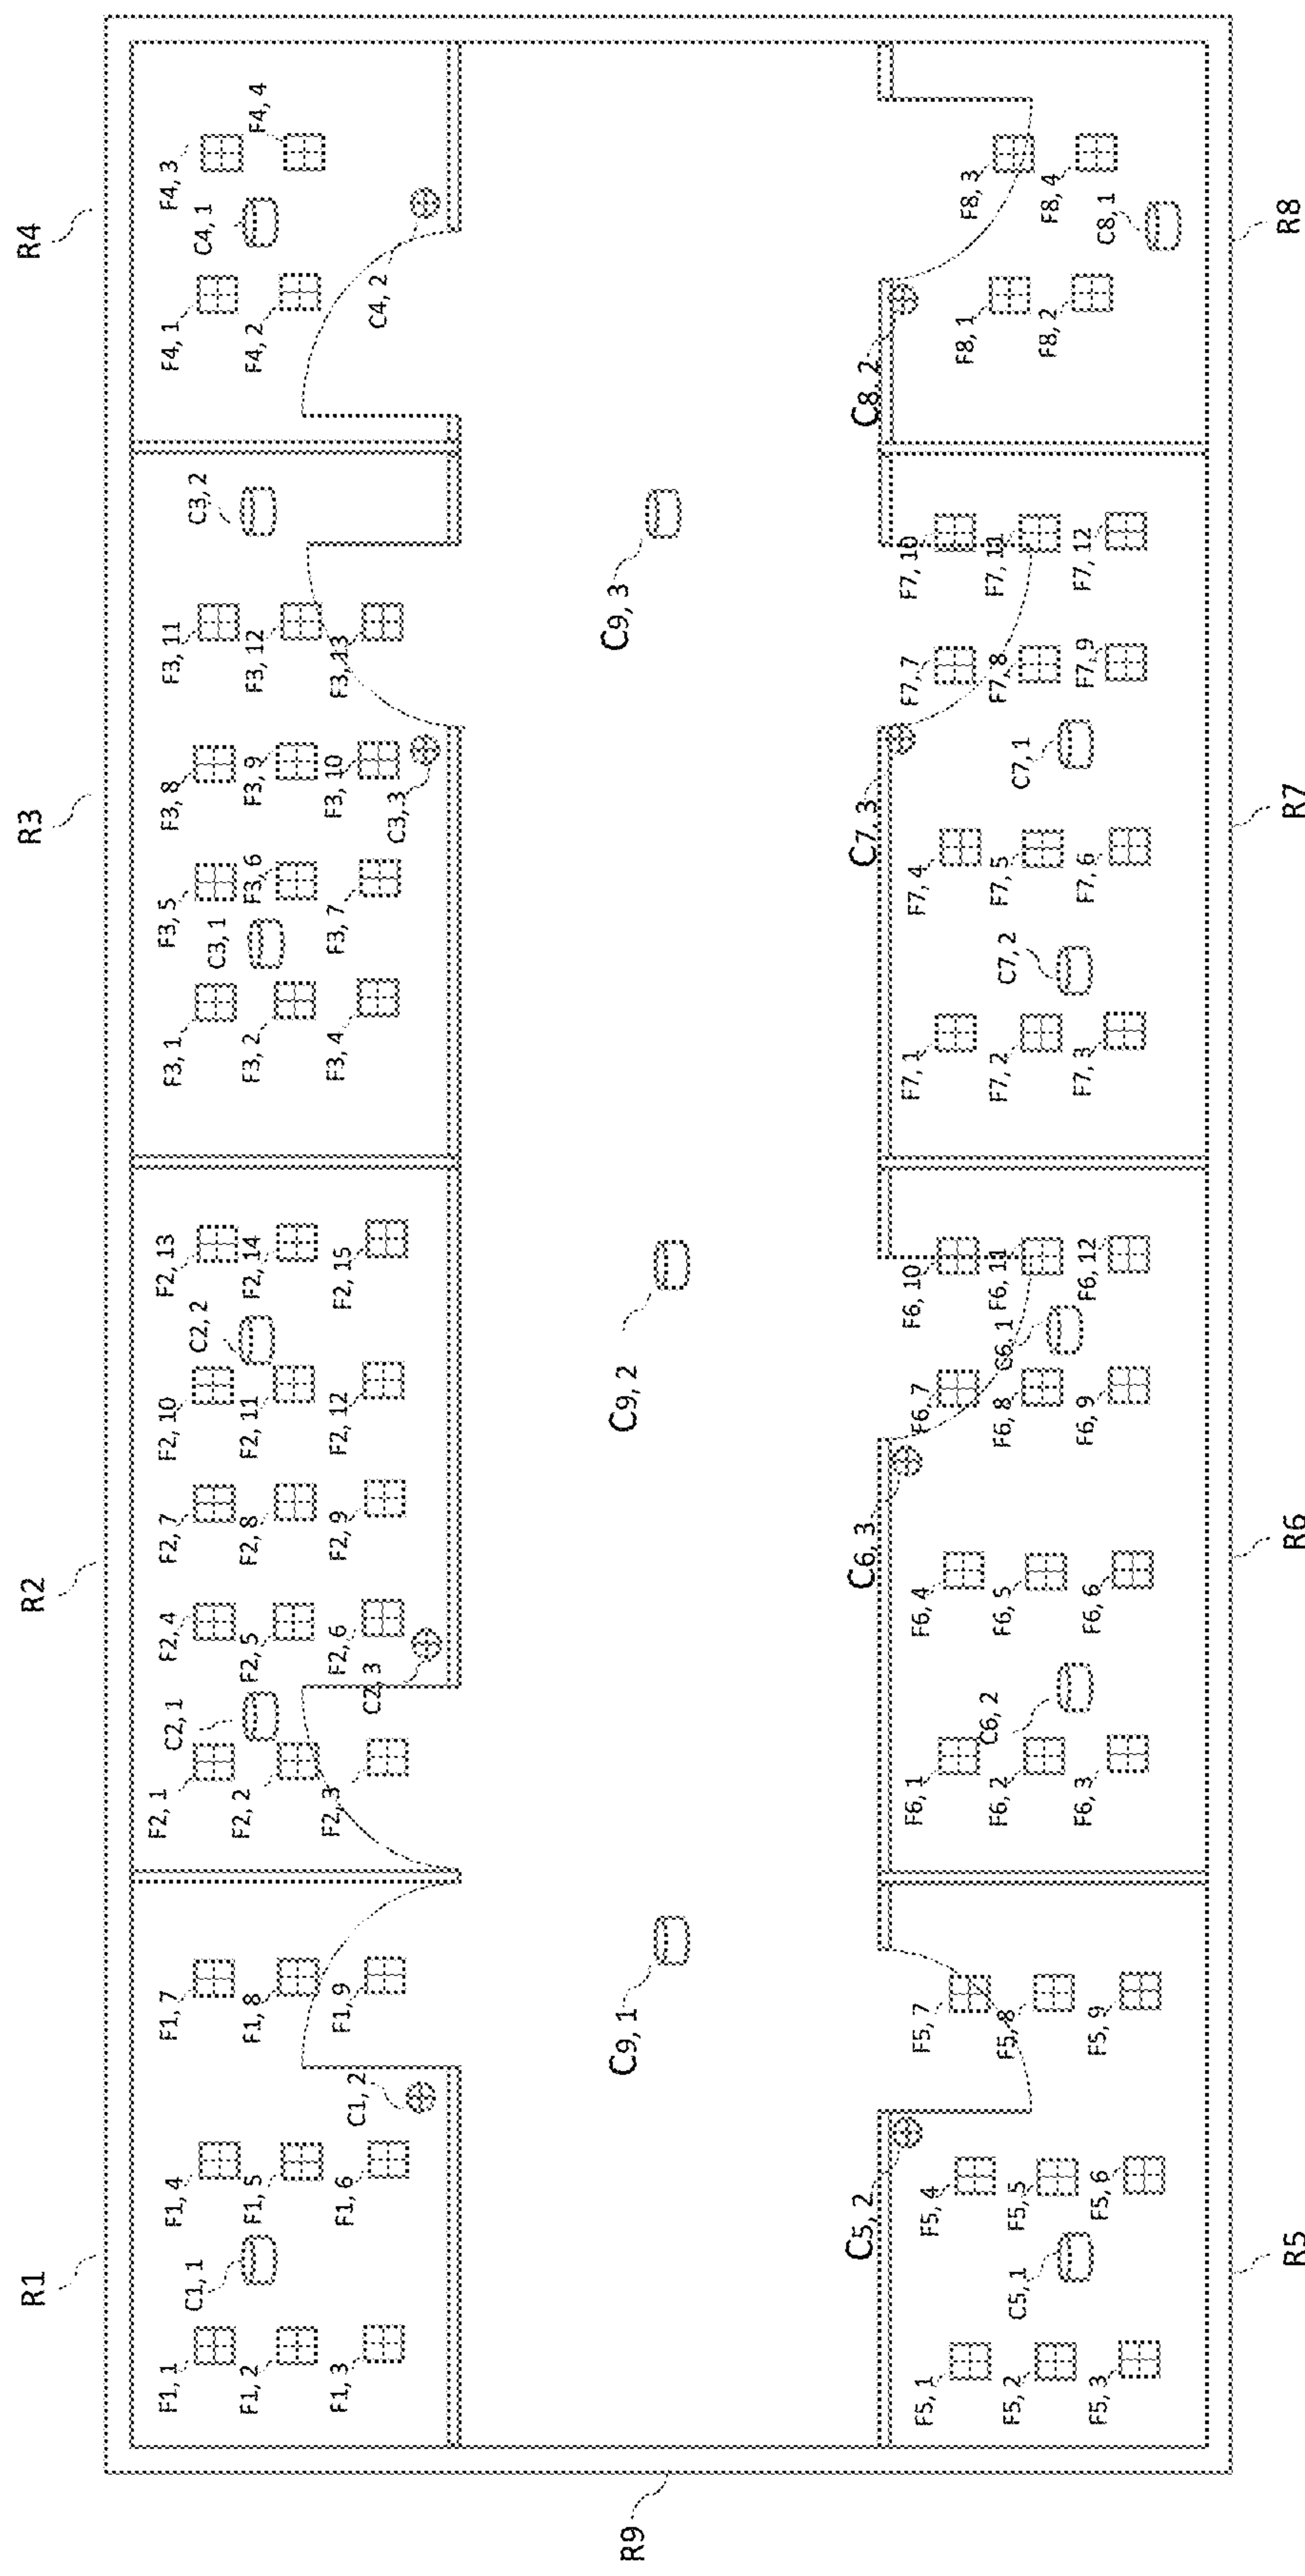 R1
R2
R3
R4
F1, 1
F1, 2
F1, 3
C1, 1
F1, 4
F1, 5
F1, 6
C1, 2
F1, 7
F1, 8
F1, 9
F2, 1
F2, 2
F2, 3
C2, 1
C2, 3
F2, 4
F2, 5
F2, 6
F2, 7
F2, 8
F2, 9
F2, 10
F2, 11
F2, 12
C2, 2
F2, 13
F2, 14
F2, 15
F3, 1
F3, 2
F3, 4
C3, 1
F3, 5
F3, 6
F3, 7
F3, 8
F3, 9
F3, 10
C3, 3
F3, 11
F3, 12
F3, 13
C3, 2
F4, 1
F4, 2
C4, 2
C4, 1
F4, 3
F4, 4
R9
C9, 1
C9, 2
C9, 3
C5, 2
C6, 3
C7, 3
C8, 2
F5, 1
F5, 2
F5, 3
C5, 1
F5, 4
F5, 5
F5, 6
F5, 7
F5, 8
F5, 9
F6, 1
F6, 2
F6, 3
C6, 2
F6, 4
F6, 5
F6, 6
F6, 7
F6, 8
F6, 9
C6, 1
F6, 10
F6, 11
F6, 12
F7, 1
F7, 2
F7, 3
C7, 2
F7, 4
F7, 5
F7, 6
C7, 1
F7, 7
F7, 8
F7, 9
F7, 10
F7, 11
F7, 12
F8, 1
F8, 2
F8, 3
F8, 4
C8, 1
R5
R6
R7
R8